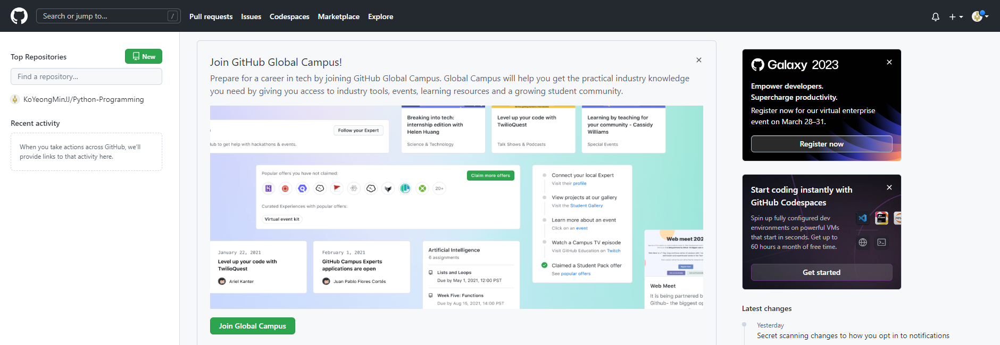 Search or jump to...
/
Pull requests
Issues
Codespaces
Marketplace
Explore
Top Repositories
New
Find a repository...
KoYeongMinJJ/Python-Programming
Recent activity
When you take actions across GitHub, we'll
provide links to that activity here.
Join GitHub Global Campus!
Prepare for a career in tech by joining GitHub Global Campus. Global Campus will help you get the practical industry knowledge
you need by giving you access to industry tools, events, learning resources and a growing student community.
Follow your Expert
to get help with hackathons & events.
Breaking into tech:
internship edition with
Helen Huang
Science & Technology
Level up your code with
TwilioQuest
Talk Shows & Podcasts
Learning by teaching for
your community - Cassidy
Williams
Special Events
Popular offers you have not claimed:
Claim more offers
20+
Curated Experiences with popular offers:
Virtual event kit
Connect your local Expert
Visit their profile
View projects at our gallery
Visit the Student Gallery
Learn more about an event
Click on an event
Watch a Campus TV episode
Visit GitHub Education on Twitch
Claimed a Student Pack offer
See popular offers
January 22, 2021
Level up your code with
TwilioQuest
Ariel Kanter
February 1, 2021
GitHub Campus Experts
applications are open
Juan Pablo Flores Cortés
Artificial Intelligence
6 assignments
Lists and Loops
Due by May 1, 2021, 12:00 PST
Week Five: Functions
Due by Aug 15, 2021, 14:00 PST
Web meet 202
Web Meet
It is being partnered b
Github- the biggest op
Join Global Campus
Galaxy 2023
Empower developers.
Supercharge productivity.
Register now for our virtual enterprise
event on March 28–31.
Register now
Start coding instantly with
GitHub Codespaces
Spin up fully configured dev
environments on powerful VMs
that start in seconds. Get up to
60 hours a month of free time.
Get started
Latest changes
Yesterday
Secret scanning changes to how you opt in to notifications